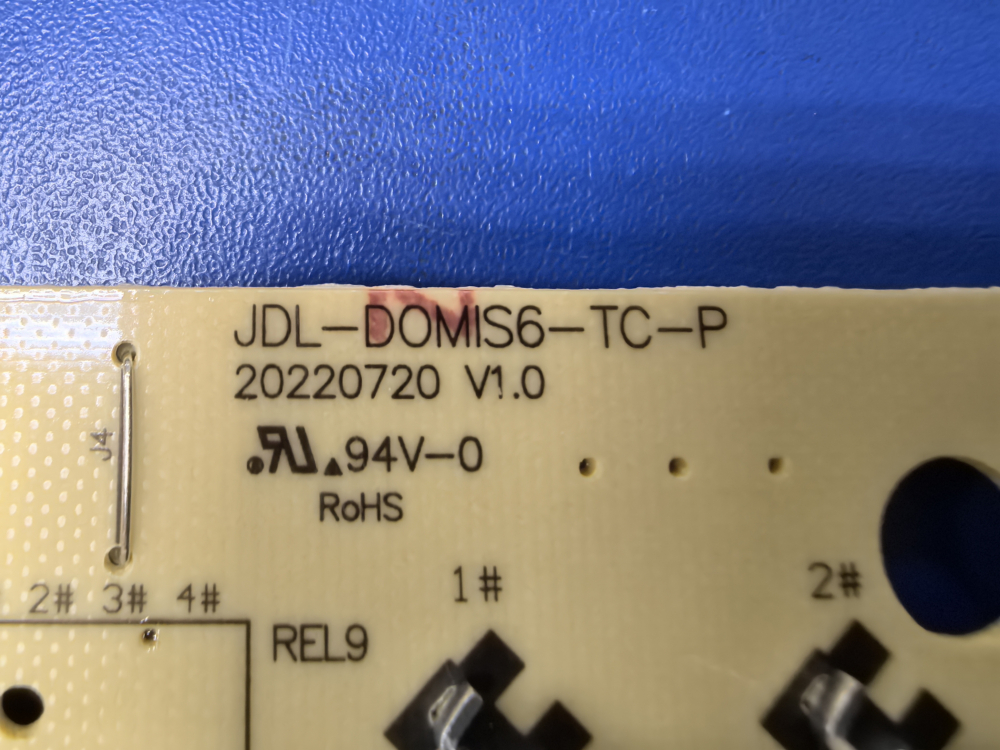 JDL-DOMIS6-TC-P
20220720 V1.0
94V-0
RoHS
J4
1#
2#
2# 3# 4#
REL9